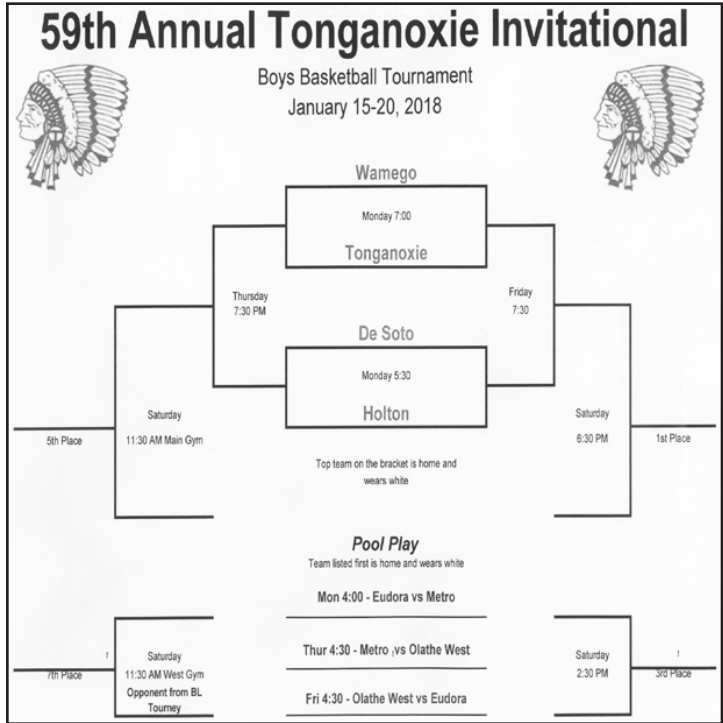 59th Annual Tonganoxie Invitational
Boys Basketball Tournament
January 15-20, 2018
Wamego
Monday 7:00
Tonganoxie
Thursday
7:30 PM
Friday
7:30
De Soto
Monday 5:30
Holton
Saturday
11:30 AM Main Gym
5th Place
Saturday
6:30 PM
1st Place
Top team on the bracket is home and
wears white
Pool Play
Team listed first is home and wears white
Mon 4:00 - Eudora vs Metro
Thur 4:30 - Metro vs Olathe West
Fri 4:30 - Olathe West vs Eudora
Saturday
11:30 AM West Gym
Opponent from BL
Tourney
7th Place
Saturday
2:30 PM
3rd Place